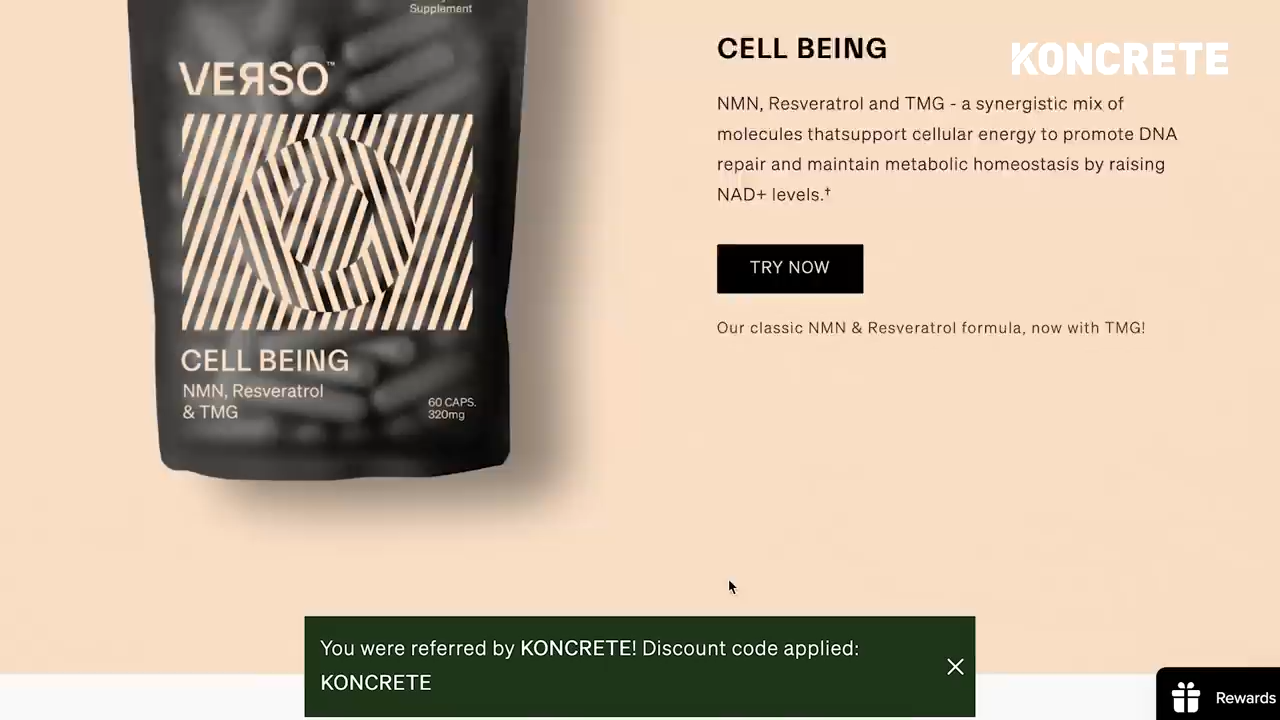 Supplement
VERSO™
CELL BEING
NMN, Resveratrol
& TMG
60 CAPS.
320mg
KONCRETE
CELL BEING
NMN, Resveratrol and TMG - a synergistic mix of
molecules thatsupport cellular energy to promote DNA
repair and maintain metabolic homeostasis by raising
NAD+ levels.†
TRY NOW
Our classic NMN & Resveratrol formula, now with TMG!
You were referred by KONCRETE! Discount code applied:
KONCRETE
Rewards